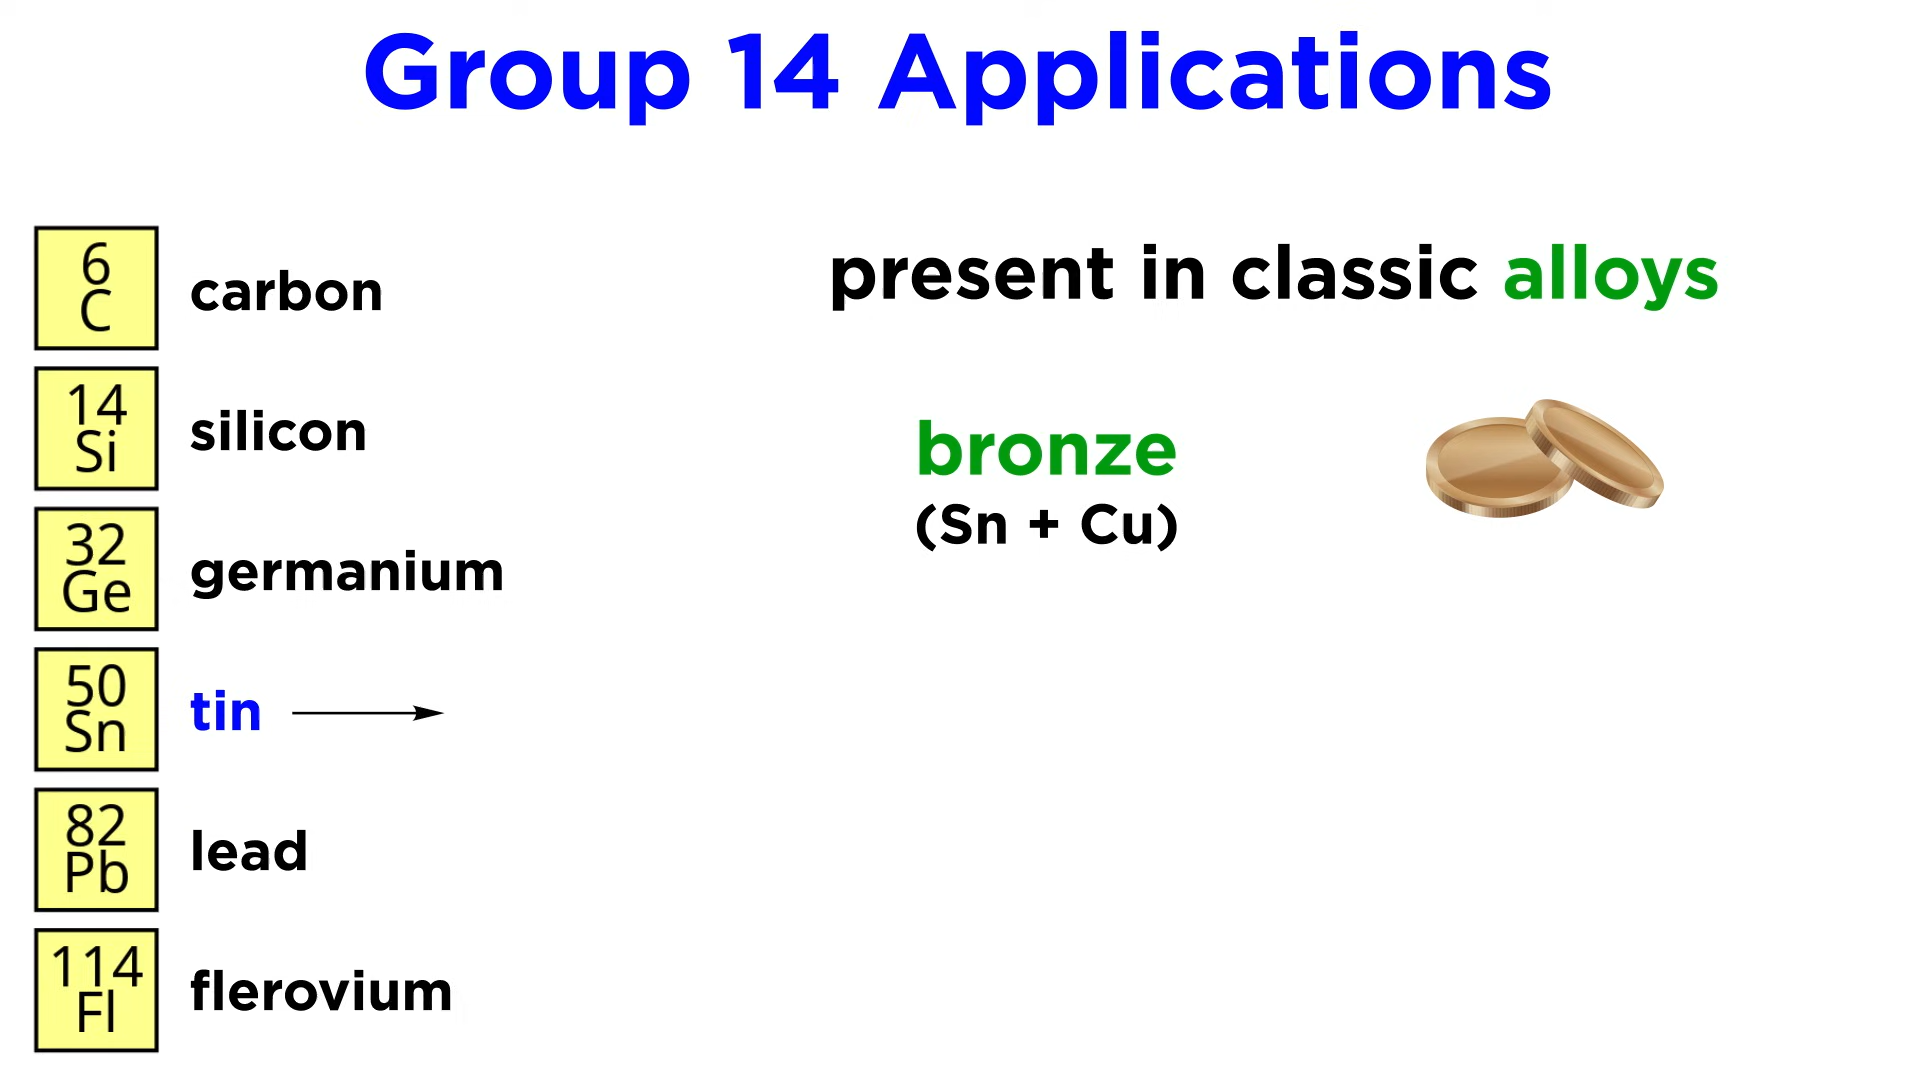 Group 14 Applications
6
C
carbon
14
Si
silicon
32
Ge
germanium
50
Sn
tin
82
Pb
lead
114
Fl
flerovium
present in classic alloys
bronze
(Sn + Cu)